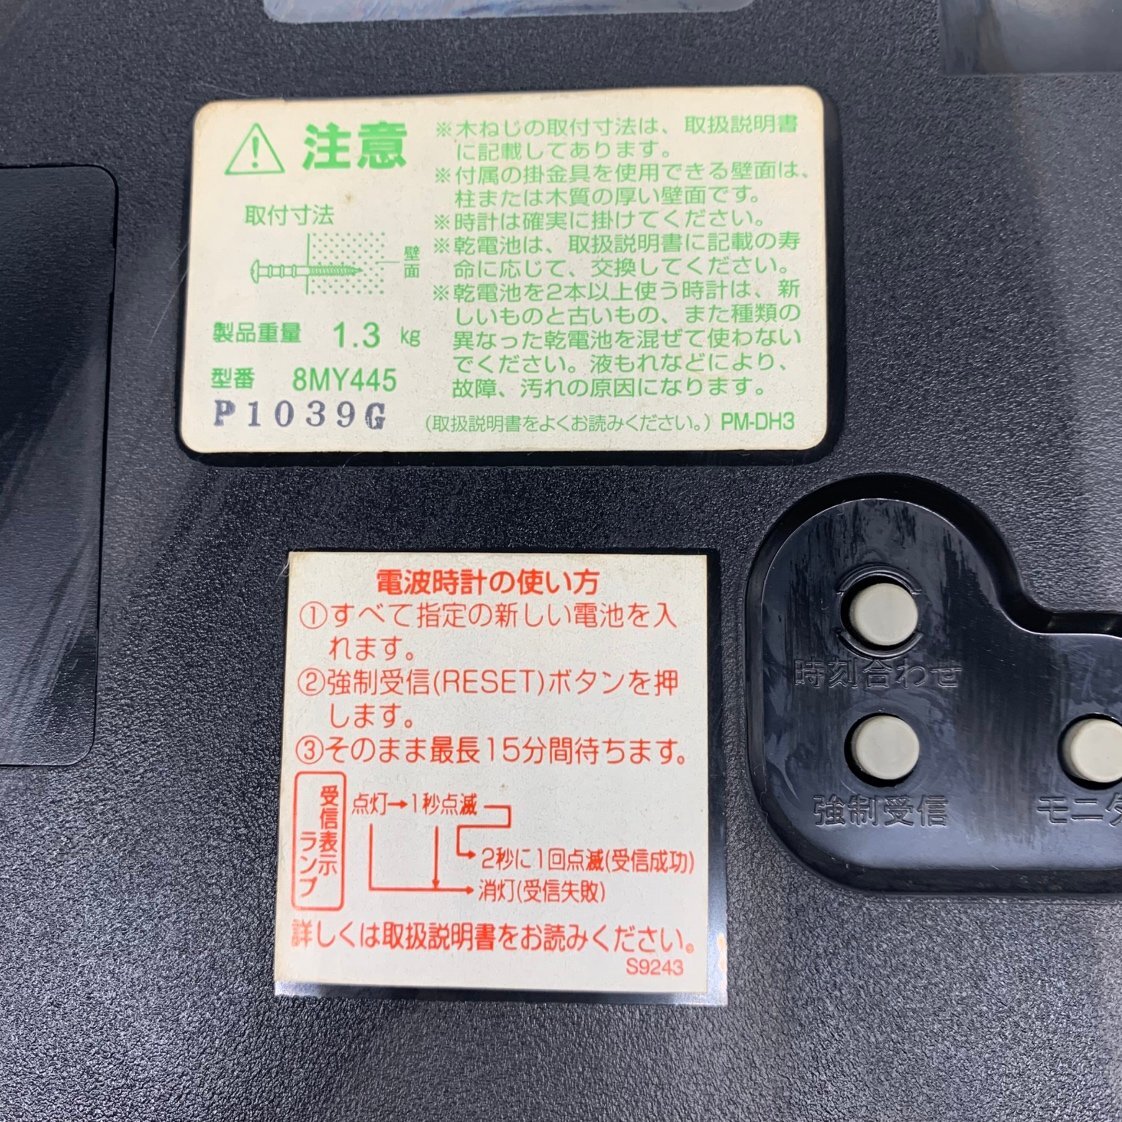 注意
取付寸法
壁面
製品重量 1.3 kg
型番 8MY445
P1039G
※木ねじの取付寸法は、取扱説明書
に記載してあります。
※付属の掛金具を使用できる壁面は、
柱または木質の厚い壁面です。
※時計は確実に掛けてください。
※乾電池は、取扱説明書に記載の寿
命に応じて、交換してください。
※乾電池を2本以上使う時計は、新
しいものと古いもの、また種類の
異なった乾電池を混ぜて使わない
でください。液もれなどにより、
故障、汚れの原因になります。
(取扱説明書をよくお読みください。) PM-DH3
電波時計の使い方
①すべて指定の新しい電池を入
れます。
②強制受信(RESET)ボタンを押
します。
③そのまま最長15分間待ちます。
受信表示
ランプ
点灯→1秒点滅
2秒に1回点滅(受信成功)
消灯(受信失敗)
詳しくは取扱説明書をお読みください。
S9243
時刻合わせ
強制受信
モニタ